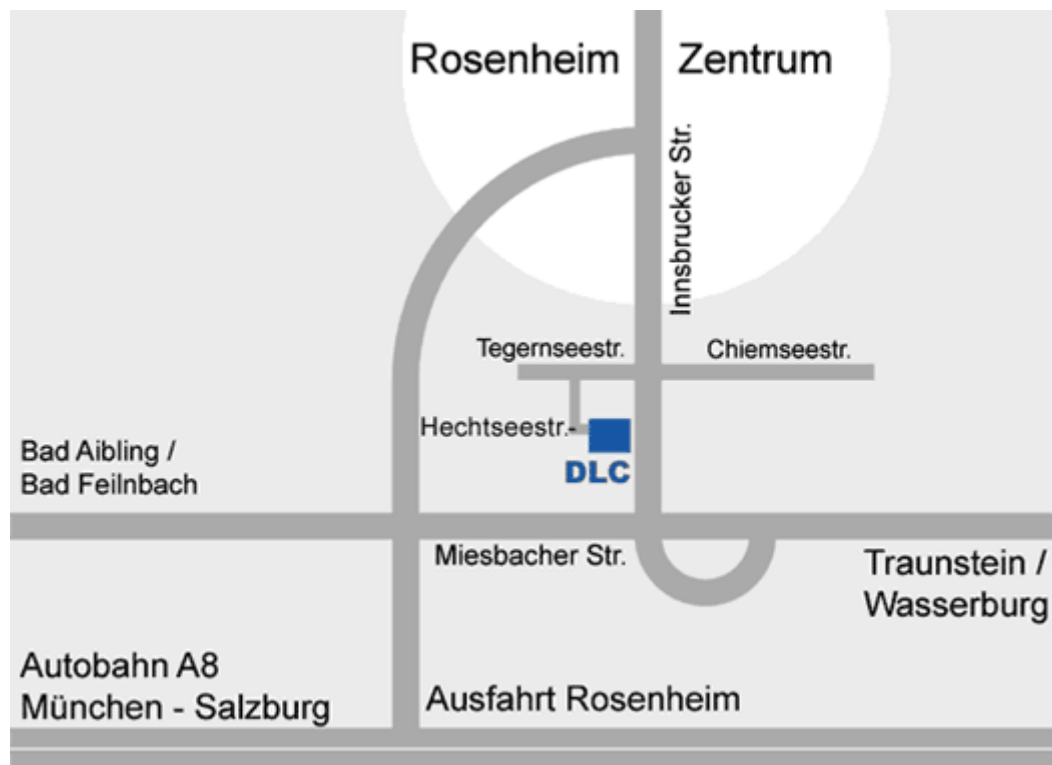 Rosenheim Zentrum
Innsbrucker Str.
Tegernseestr.
Chiemseestr.
Hechtseestr.-
DLC
Bad Aibling /
Bad Feilnbach
Miesbacher Str.
Traunstein /
Wasserburg
Autobahn A8
München - Salzburg
Ausfahrt Rosenheim